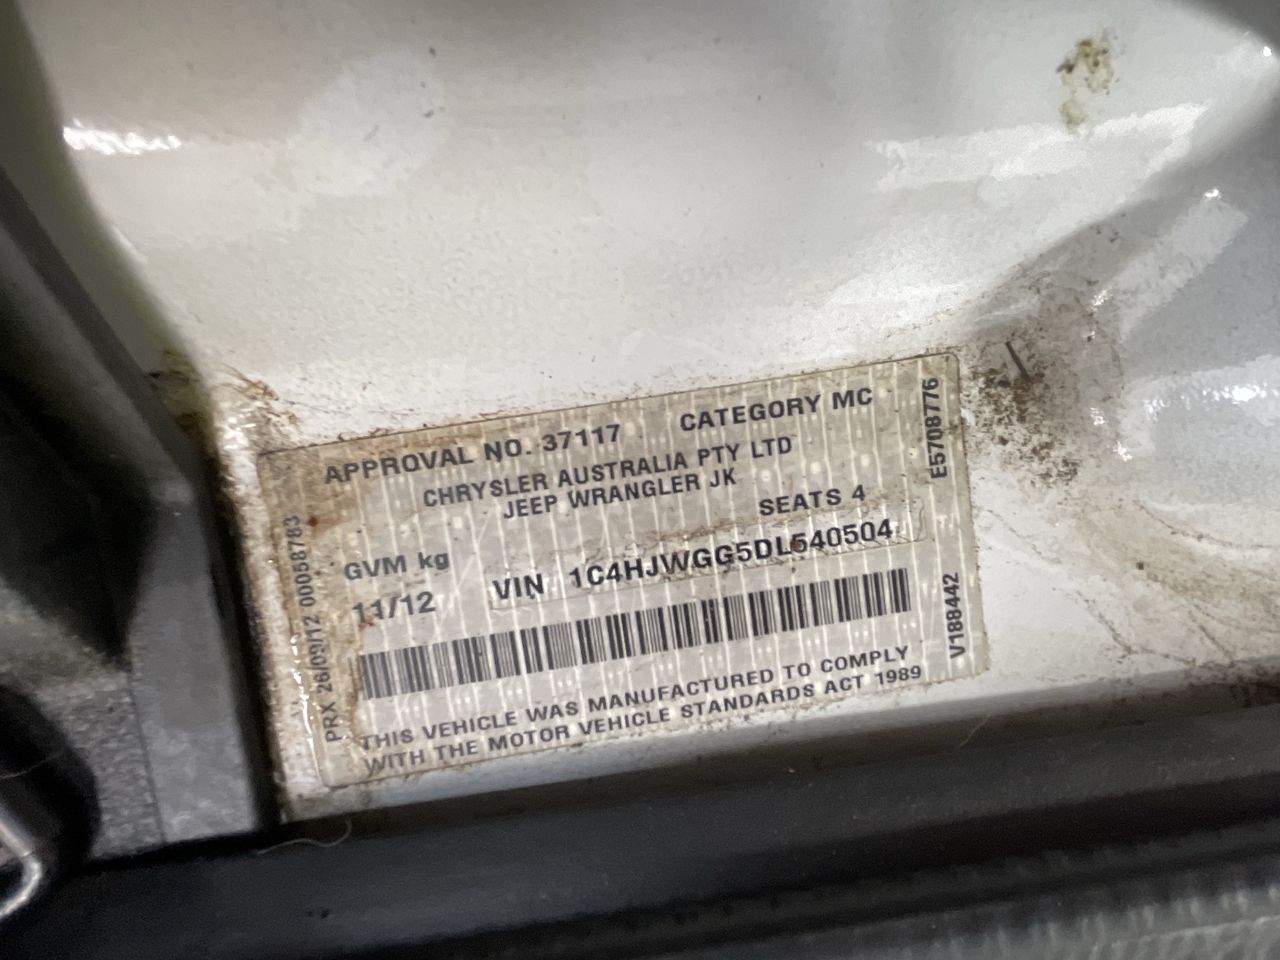 APPROVAL NO. 37117 CATEGORY MC
CHRYSLER AUSTRALIA PTY LTD
JEEP WRANGLER JK
SEATS 4
GVM kg
VIN 1C4HJWGG5DL540504
11/12
THIS VEHICLE WAS MANUFACTURED TO COMPLY
WITH THE MOTOR VEHICLE STANDARDS ACT 1989
PRX 26/09/12 00058783
E5708776
V188442